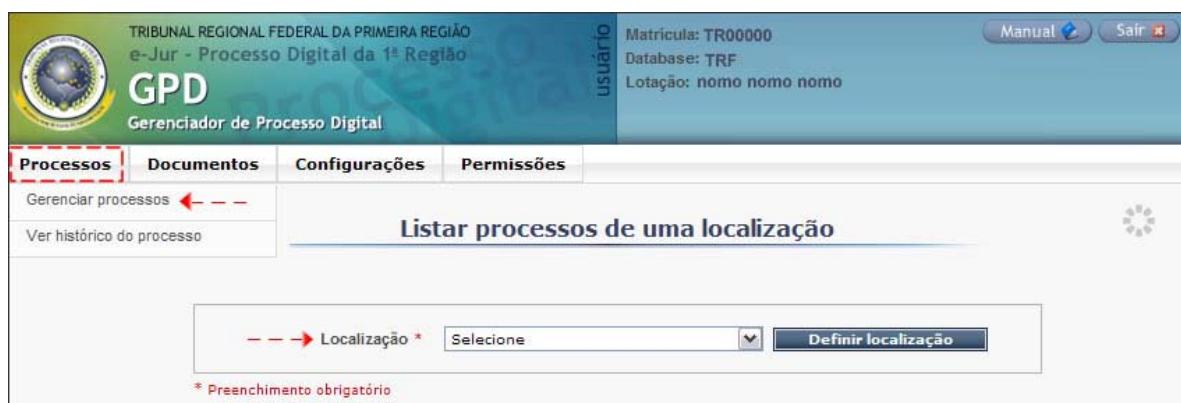 TRIBUNAL REGIONAL FEDERAL DA PRIMEIRA REGIÃO
e-Jur - Processo Digital da 1ª Região
GPD
Gerenciador de Processo Digital
Processo Digital
usuário
Matrícula: TR00000
Database: TRF
Lotação: nomo nomo nomo
Manual
Sair
Processos
Documentos
Configurações
Permissões
Gerenciar processos
Ver histórico do processo
Listar processos de uma localização
Localização *
Selecione
Definir localização
* Preenchimento obrigatório